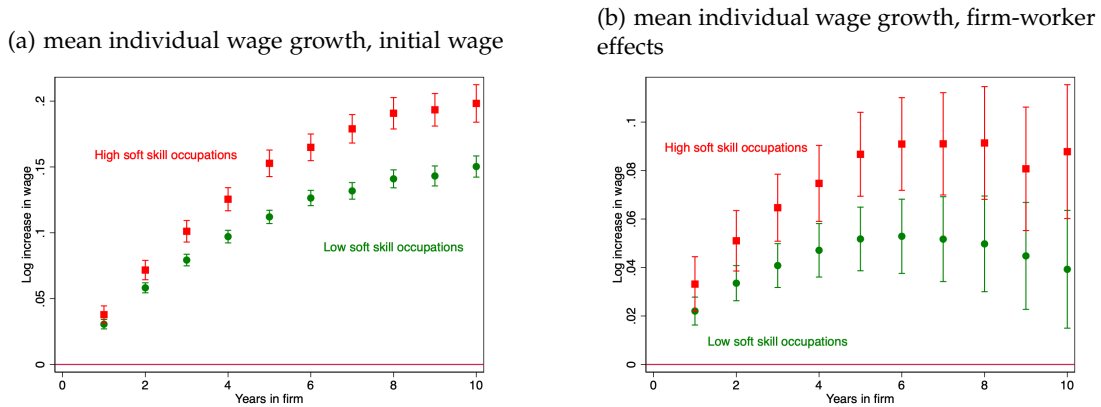 (a) mean individual wage growth, initial wage
Log increase in wage
.2
.15
.1
.05
0
High soft skill occupations
Low soft skill occupations
0 2 4 6 8 10
Years in firm
(b) mean individual wage growth, firm-worker
effects
Log increase in wage
.1
.08
.06
.04
.02
0
High soft skill occupations
Low soft skill occupations
0 2 4 6 8 10
Years in firm